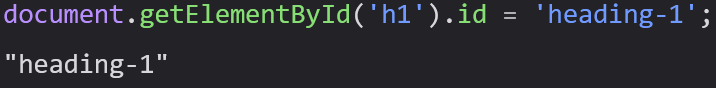 document.getElementById('h1').id = 'heading-1';
"heading-1"